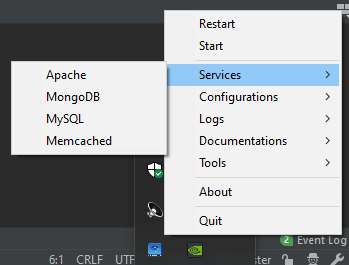 Restart
Start
Services
Configurations
Logs
Documentations
Tools
About
Quit
Apache
MongoDB
MySQL
Memcached
2 Event Log
6:1 CRLF UTF
ster